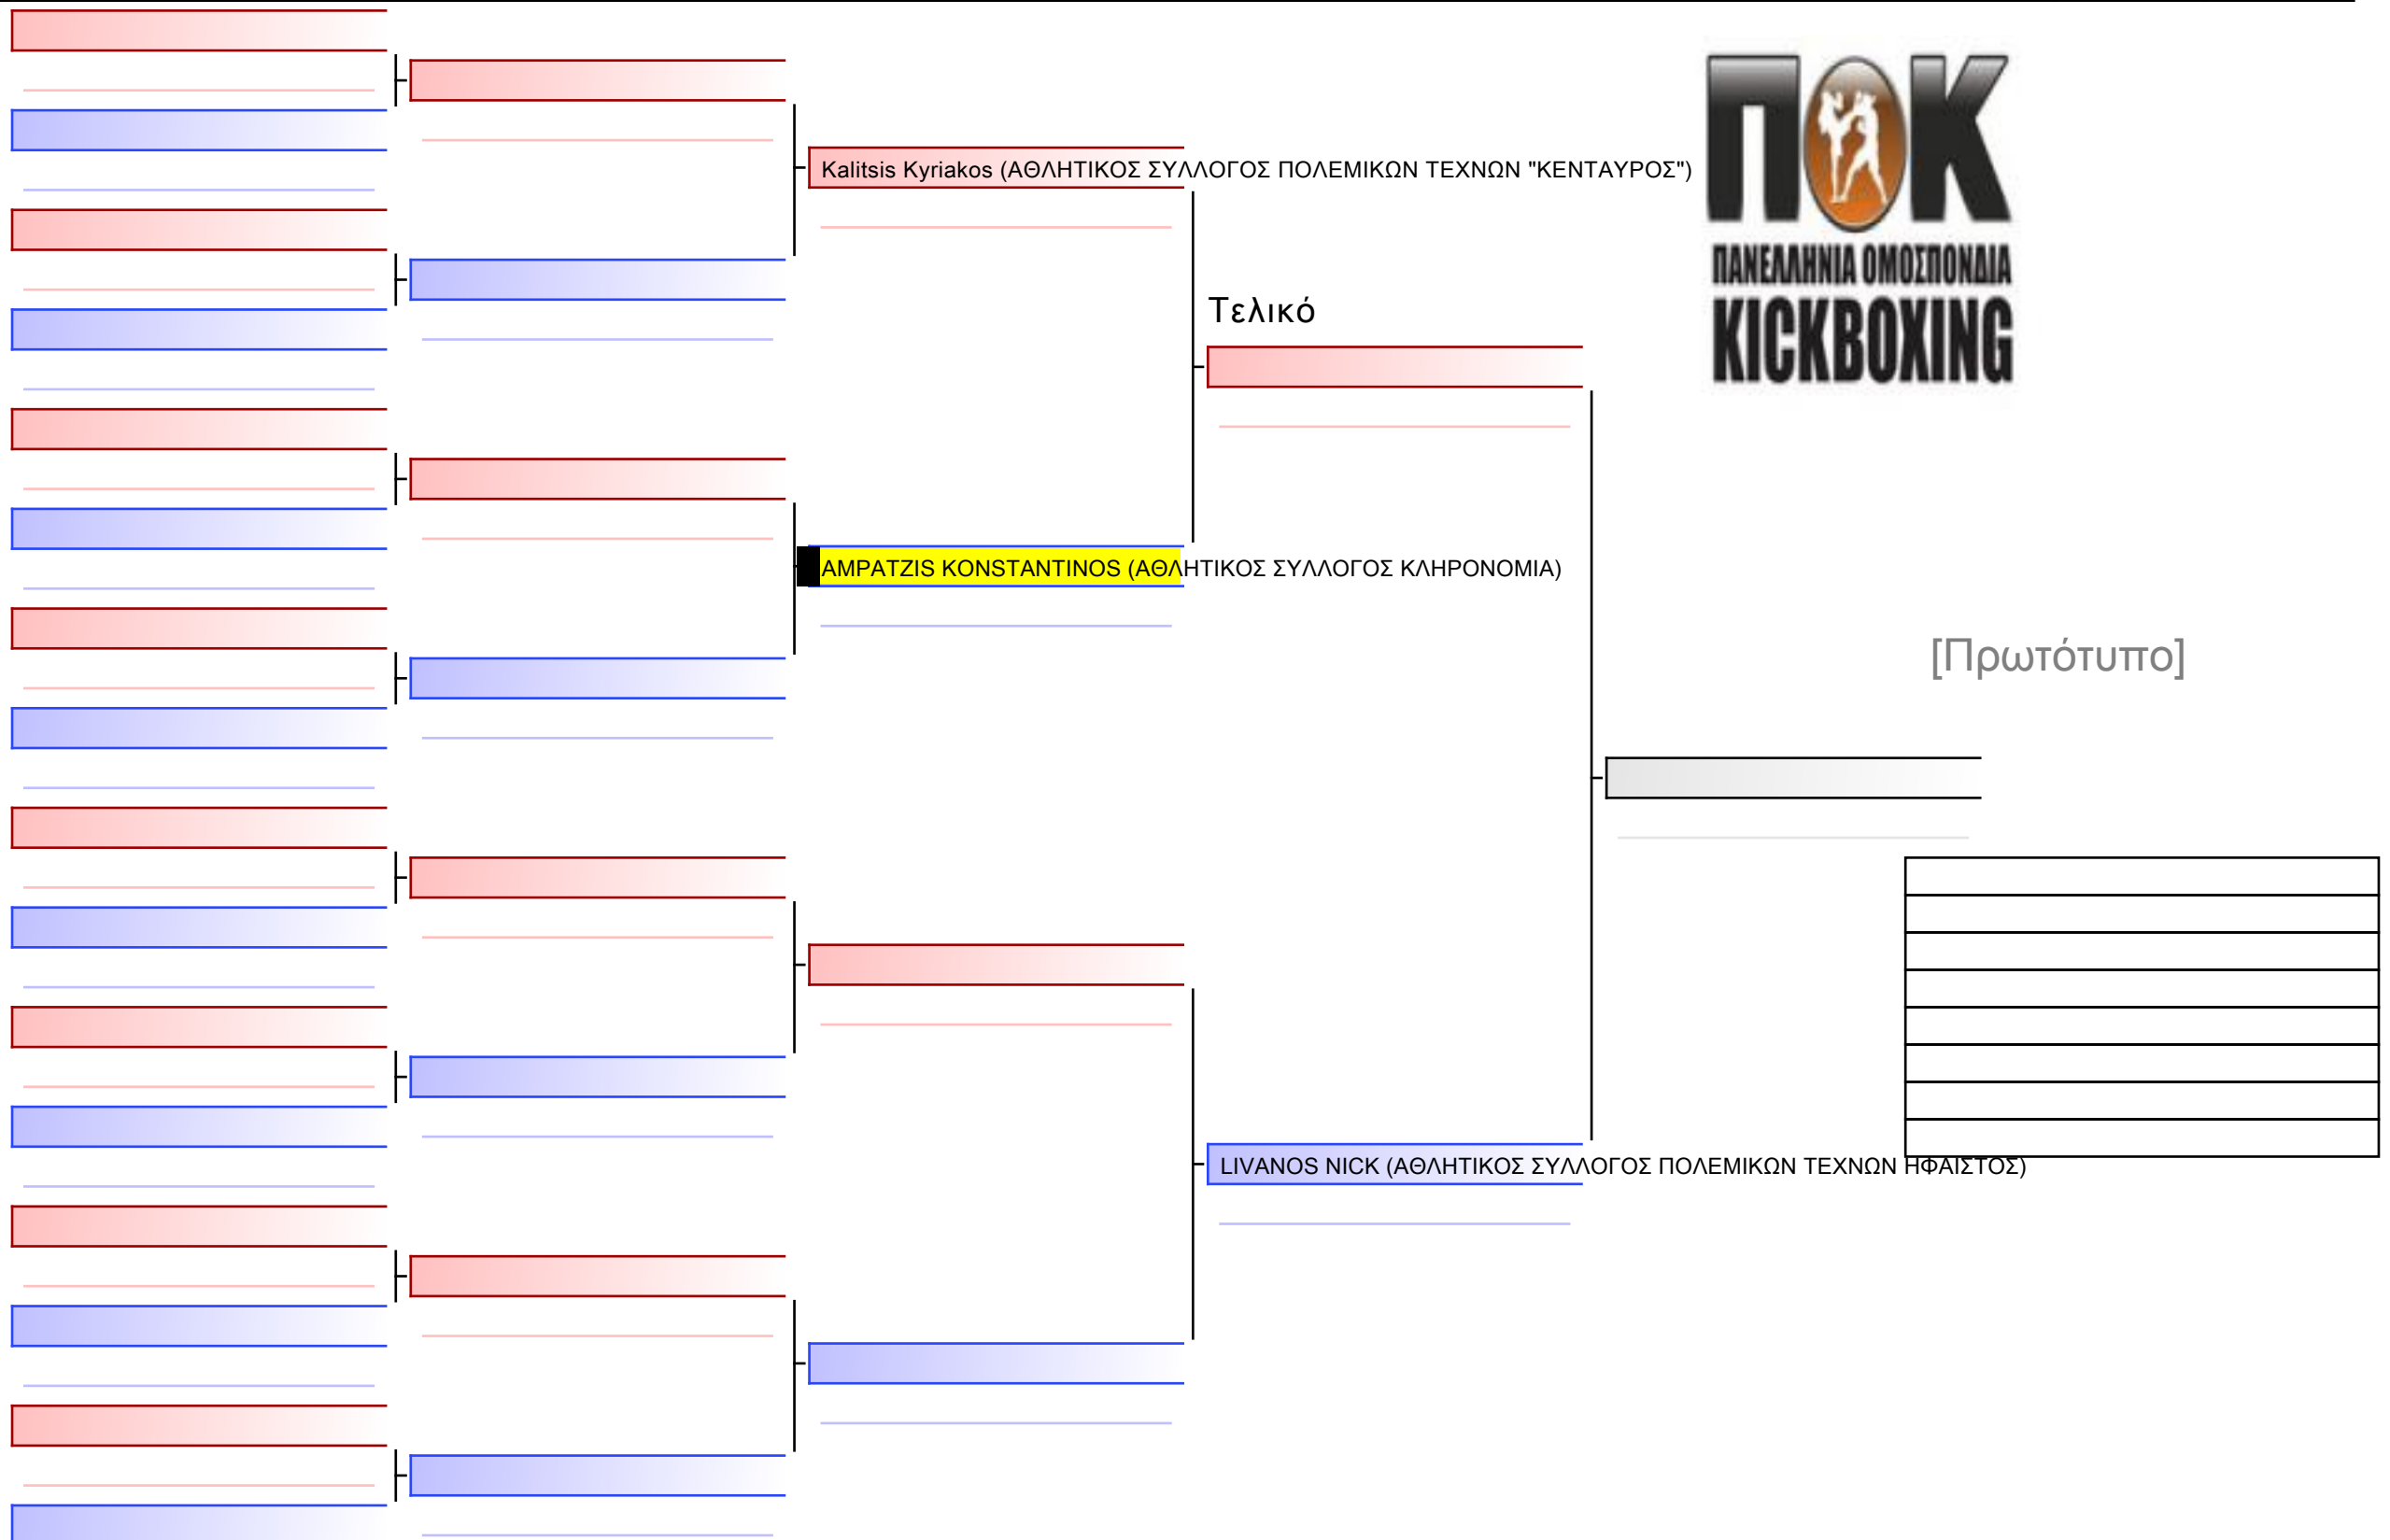 ΠΟΚ
ΠΑΝΕΛΛΗΝΙΑ ΟΜΟΣΠΟΝΔΙΑ
KICKBOXING
Kalitsis Kyriakos (ΑΘΛΗΤΙΚΟΣ ΣΥΛΛΟΓΟΣ ΠΟΛΕΜΙΚΩΝ ΤΕΧΝΩΝ "ΚΕΝΤΑΥΡΟΣ")
Τελικό
AMPATZIS KONSTANTINOS (ΑΘΛΗΤΙΚΟΣ ΣΥΛΛΟΓΟΣ ΚΛΗΡΟΝΟΜΙΑ)
[Πρωτότυπο]
LIVANOS NICK (ΑΘΛΗΤΙΚΟΣ ΣΥΛΛΟΓΟΣ ΠΟΛΕΜΙΚΩΝ ΤΕΧΝΩΝ ΗΦΑΙΣΤΟΣ)